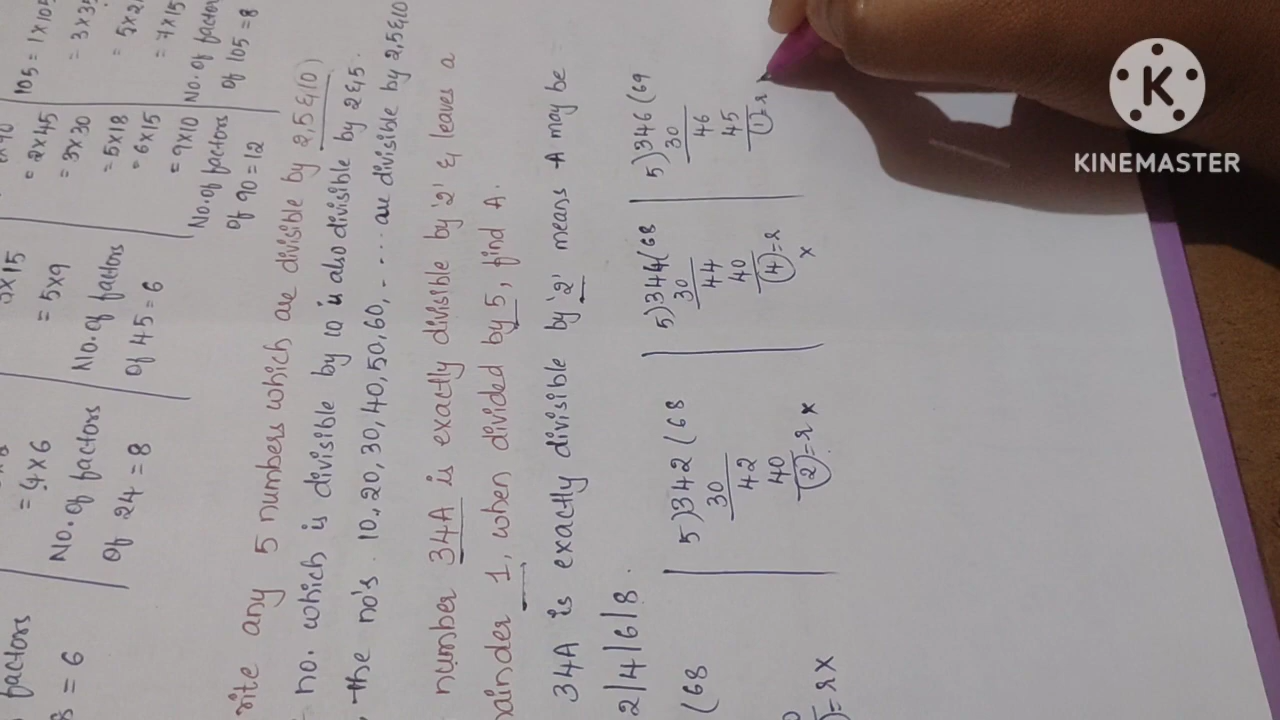 105 = 1 x 105
= 2 x 45
= 3 x 30
= 5 x 18
= 6 x 15
= 9 x 10
No. of factors
of 90 = 12
= 7 x 15
No. of factors
of 105 = 8
= 5 x 9
No. of factors
of 45 = 6
= 4 x 6
No. of factors
of 24 = 8
factors
= 6
rite any 5 numbers which are divisible by 2,5 & 10)
no. which is divisible by 10 is also divisible by 2 & 5.
the no's. 10, 20, 30, 40, 50, 60, - ... are divisible by 2,5 & 10
number 34A is exactly divisible by '2' & leaves a
ainder 1, when divided by 5, find A.
34A is exactly divisible by '2' means A may be
2/4/6/8.
(68
= r x
5) 342 (68
30
42
40
(2) = r x
5) 344 (68
30
44
40
(4) = r
x
5) 346 (69
30
46
45
(1) = r
K
KINEMASTER